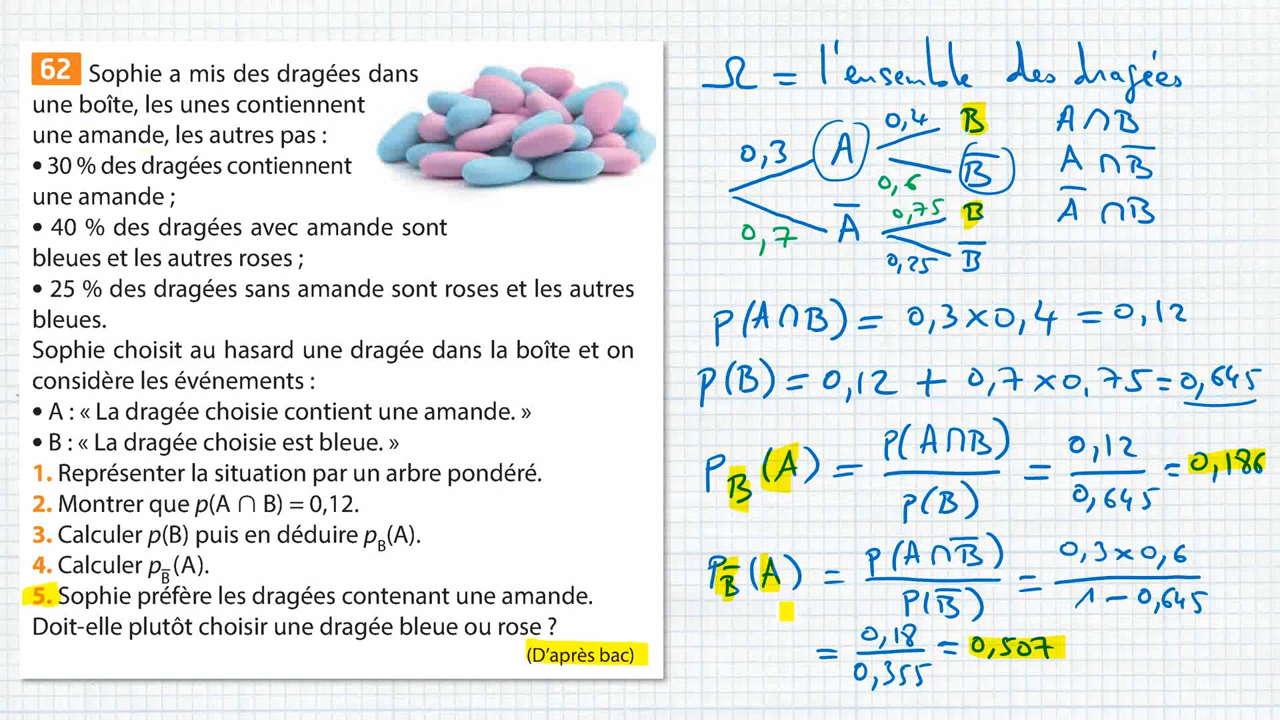 62 Sophie a mis des dragées dans
une boîte, les unes contiennent
une amande, les autres pas :
• 30 % des dragées contiennent
une amande ;
• 40 % des dragées avec amande sont
bleues et les autres roses ;
• 25 % des dragées sans amande sont roses et les autres
bleues.
Sophie choisit au hasard une dragée dans la boîte et on
considère les événements :
• A : « La dragée choisie contient une amande. »
• B : « La dragée choisie est bleue. »
1. Représenter la situation par un arbre pondéré.
2. Montrer que p(A ∩ B) = 0,12.
3. Calculer p(B) puis en déduire p_B(A).
4. Calculer p_B̅(A).
5. Sophie préfère les dragées contenant une amande.
Doit-elle plutôt choisir une dragée bleue ou rose ?
(D'après bac)
Ω = l'ensemble des dragées
0,4 B A∩B
0,3 A
0,6 B̅ A ∩ B̅
0,75 B A̅ ∩ B
0,7 A̅
0,25 B̅
p(A∩B) = 0,3 × 0,4 = 0,12
p(B) = 0,12 + 0,7 × 0,75 = 0,645
P_B(A) = p(A∩B) / p(B) = 0,12 / 0,645 = 0,186
P_B̅(A) = p(A∩B̅) / P(B̅) = 0,3 × 0,6 / 1 − 0,645
= 0,18 / 0,355 = 0,507